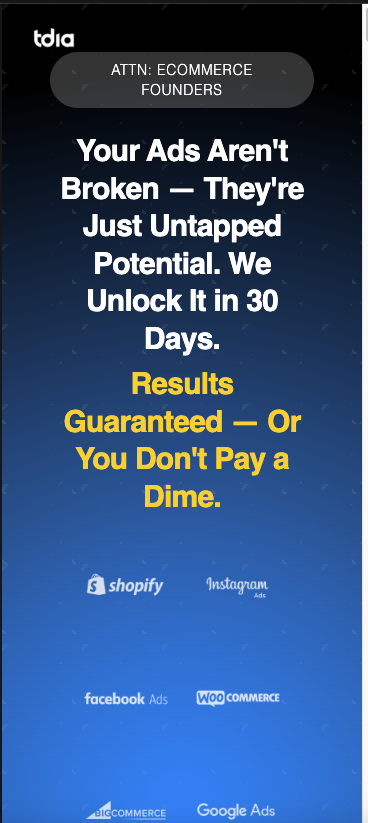 tdia
ATTN: ECOMMERCE
FOUNDERS
Your Ads Aren't
Broken — They're
Just Untapped
Potential. We
Unlock It in 30
Days.
Results
Guaranteed — Or
You Don't Pay a
Dime.
shopify
Instagram
Ads
facebook Ads
WOO COMMERCE
BIGCOMMERCE
Google Ads